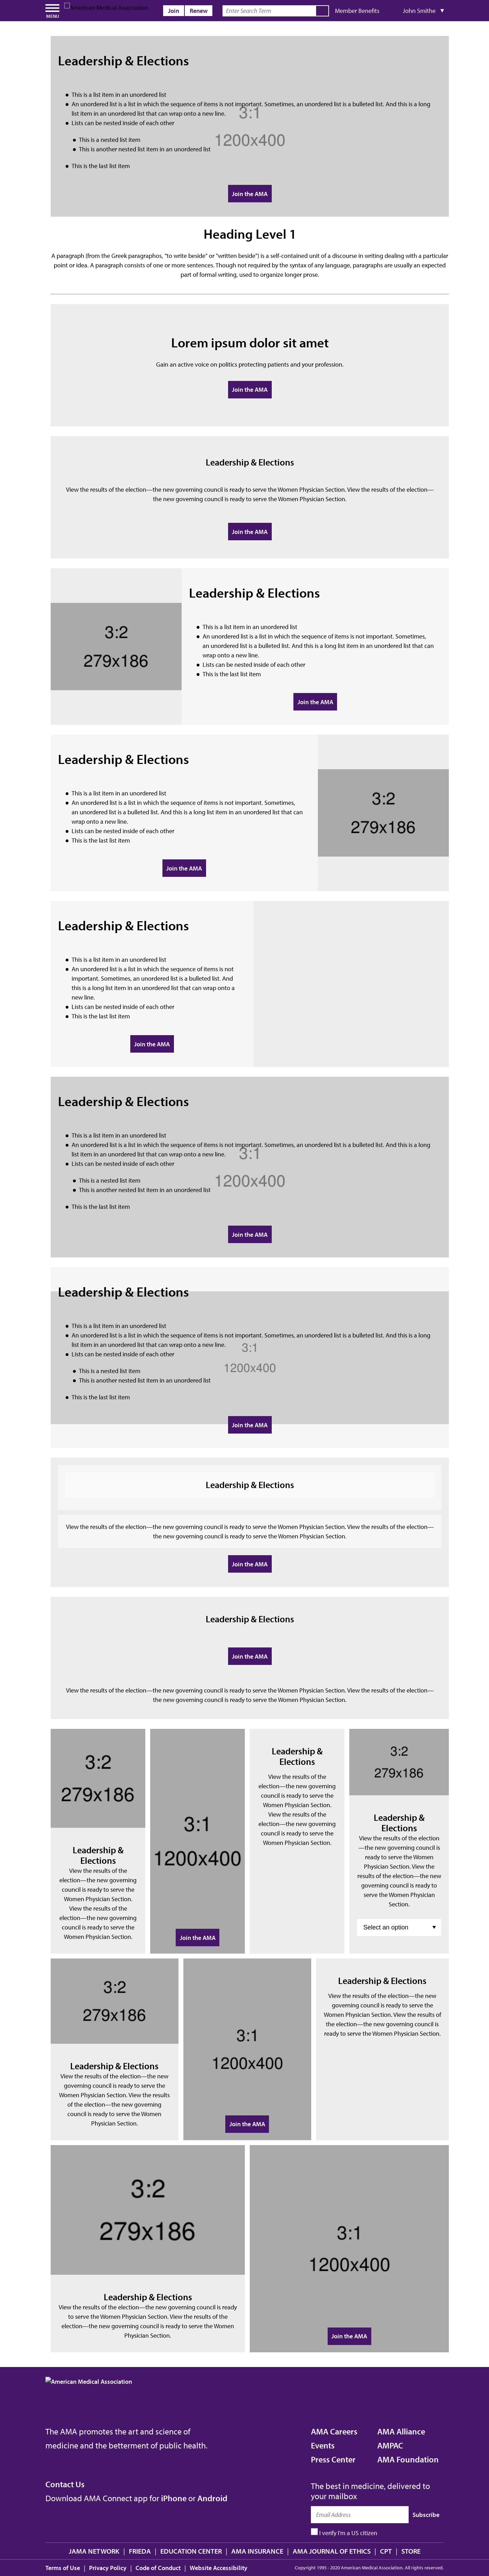 MENU
American Medical Association
Join
Renew
Enter Search Term
Member Benefits
John Smithe
Leadership & Elections
This is a list item in an unordered list
An unordered list is a list in which the sequence of items is not important. Sometimes, an unordered list is a bulleted list. And this is a long
list item in an unordered list that can wrap onto a new line.
Lists can be nested inside of each other
This is a nested list item
This is another nested list item in an unordered list
This is the last list item
3:1
1200x400
Join the AMA
Heading Level 1
A paragraph (from the Greek paragraphos, "to write beside" or "written beside") is a self-contained unit of a discourse in writing dealing with a particular
point or idea. A paragraph consists of one or more sentences. Though not required by the syntax of any language, paragraphs are usually an expected
part of formal writing, used to organize longer prose.
Lorem ipsum dolor sit amet
Gain an active voice on politics protecting patients and your profession.
Join the AMA
Leadership & Elections
View the results of the election—the new governing council is ready to serve the Women Physician Section. View the results of the election—
the new governing council is ready to serve the Women Physician Section.
Join the AMA
3:2
279x186
Leadership & Elections
This is a list item in an unordered list
An unordered list is a list in which the sequence of items is not important. Sometimes,
an unordered list is a bulleted list. And this is a long list item in an unordered list that can
wrap onto a new line.
Lists can be nested inside of each other
This is the last list item
Join the AMA
Leadership & Elections
This is a list item in an unordered list
An unordered list is a list in which the sequence of items is not important. Sometimes,
an unordered list is a bulleted list. And this is a long list item in an unordered list that can
wrap onto a new line.
Lists can be nested inside of each other
This is the last list item
Join the AMA
3:2
279x186
Leadership & Elections
This is a list item in an unordered list
An unordered list is a list in which the sequence of items is not
important. Sometimes, an unordered list is a bulleted list. And
this is a long list item in an unordered list that can wrap onto a
new line.
Lists can be nested inside of each other
This is the last list item
Join the AMA
Leadership & Elections
This is a list item in an unordered list
An unordered list is a list in which the sequence of items is not important. Sometimes, an unordered list is a bulleted list. And this is a long
list item in an unordered list that can wrap onto a new line.
Lists can be nested inside of each other
This is a nested list item
This is another nested list item in an unordered list
This is the last list item
3:1
1200x400
Join the AMA
Leadership & Elections
This is a list item in an unordered list
An unordered list is a list in which the sequence of items is not important. Sometimes, an unordered list is a bulleted list. And this is a long
list item in an unordered list that can wrap onto a new line.
Lists can be nested inside of each other
This is a nested list item
This is another nested list item in an unordered list
This is the last list item
3:1
1200x400
Join the AMA
Leadership & Elections
View the results of the election—the new governing council is ready to serve the Women Physician Section. View the results of the election—
the new governing council is ready to serve the Women Physician Section.
Join the AMA
Leadership & Elections
Join the AMA
View the results of the election—the new governing council is ready to serve the Women Physician Section. View the results of the election—
the new governing council is ready to serve the Women Physician Section.
3:2
279x186
Leadership &
Elections
View the results of the
election—the new governing
council is ready to serve the
Women Physician Section.
View the results of the
election—the new governing
council is ready to serve the
Women Physician Section.
3:1
1200x400
Join the AMA
Leadership &
Elections
View the results of the
election—the new governing
council is ready to serve the
Women Physician Section.
View the results of the
election—the new governing
council is ready to serve the
Women Physician Section.
3:2
279x186
Leadership &
Elections
View the results of the election
—the new governing council is
ready to serve the Women
Physician Section. View the
results of the election—the new
governing council is ready to
serve the Women Physician
Section.
Select an option
3:2
279x186
Leadership & Elections
View the results of the election—the new
governing council is ready to serve the
Women Physician Section. View the results
of the election—the new governing
council is ready to serve the Women
Physician Section.
3:1
1200x400
Join the AMA
Leadership & Elections
View the results of the election—the new
governing council is ready to serve the
Women Physician Section. View the results of
the election—the new governing council is
ready to serve the Women Physician Section.
3:2
279x186
Leadership & Elections
View the results of the election—the new governing council is ready
to serve the Women Physician Section. View the results of the
election—the new governing council is ready to serve the Women
Physician Section.
3:1
1200x400
Join the AMA
American Medical Association
The AMA promotes the art and science of
medicine and the betterment of public health.
AMA Careers
Events
Press Center
AMA Alliance
AMPAC
AMA Foundation
Contact Us
Download AMA Connect app for iPhone or Android
The best in medicine, delivered to
your mailbox
Email Address
Subscribe
I verify I'm a US citizen
JAMA NETWORK | FRIEDA | EDUCATION CENTER | AMA INSURANCE | AMA JOURNAL OF ETHICS | CPT | STORE
Terms of Use | Privacy Policy | Code of Conduct | Website Accessibility
Copyright 1995 - 2020 American Medical Association. All rights reserved.